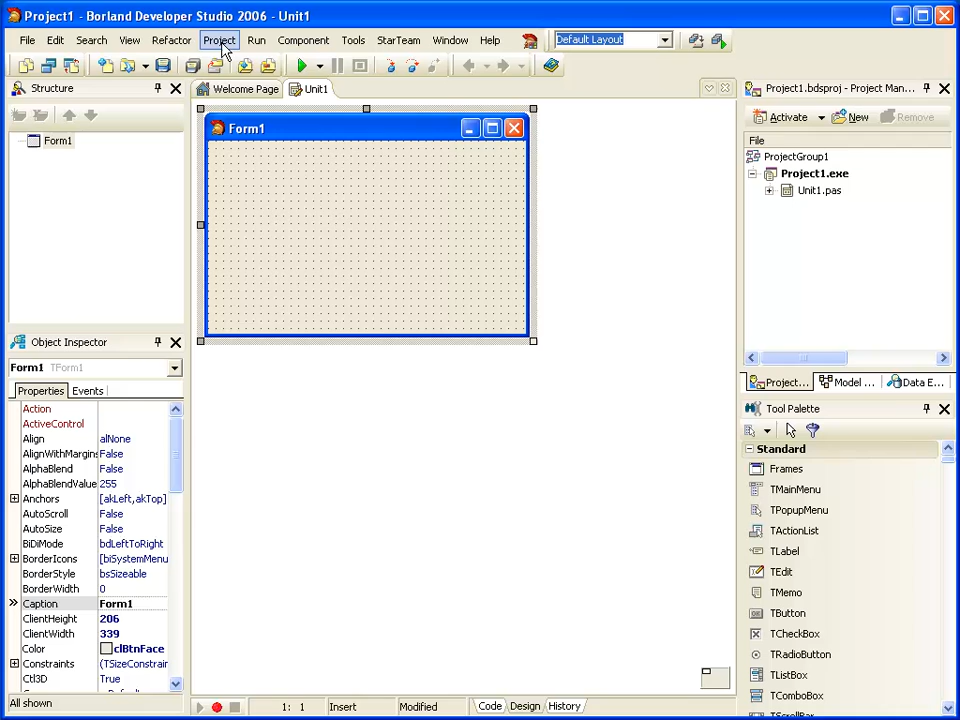 Project1 - Borland Developer Studio 2006 - Unit1
File Edit Search View Refactor Project Run Component Tools StarTeam Window Help Default Layout
Structure
Form1
Welcome Page Unit1
Form1
Project1.bdsproj - Project Man...
Activate New Remove
File
ProjectGroup1
Project1.exe
Unit1.pas
Project... Model ... Data E...
Object Inspector
Form1 TForm1
Properties Events
Action
ActiveControl
Align alNone
AlignWithMargins False
AlphaBlend False
AlphaBlendValue 255
Anchors [akLeft,akTop]
AutoScroll False
AutoSize False
BiDiMode bdLeftToRight
BorderIcons [biSystemMenu
BorderStyle bsSizeable
BorderWidth 0
Caption Form1
ClientHeight 206
ClientWidth 339
Color clBtnFace
Constraints (TSizeConstrair
Ctl3D True
All shown
Tool Palette
Standard
Frames
TMainMenu
TPopupMenu
TActionList
TLabel
TEdit
TMemo
TButton
TCheckBox
TRadioButton
TListBox
TComboBox
TScrollBar
1: 1 Insert Modified Code Design History